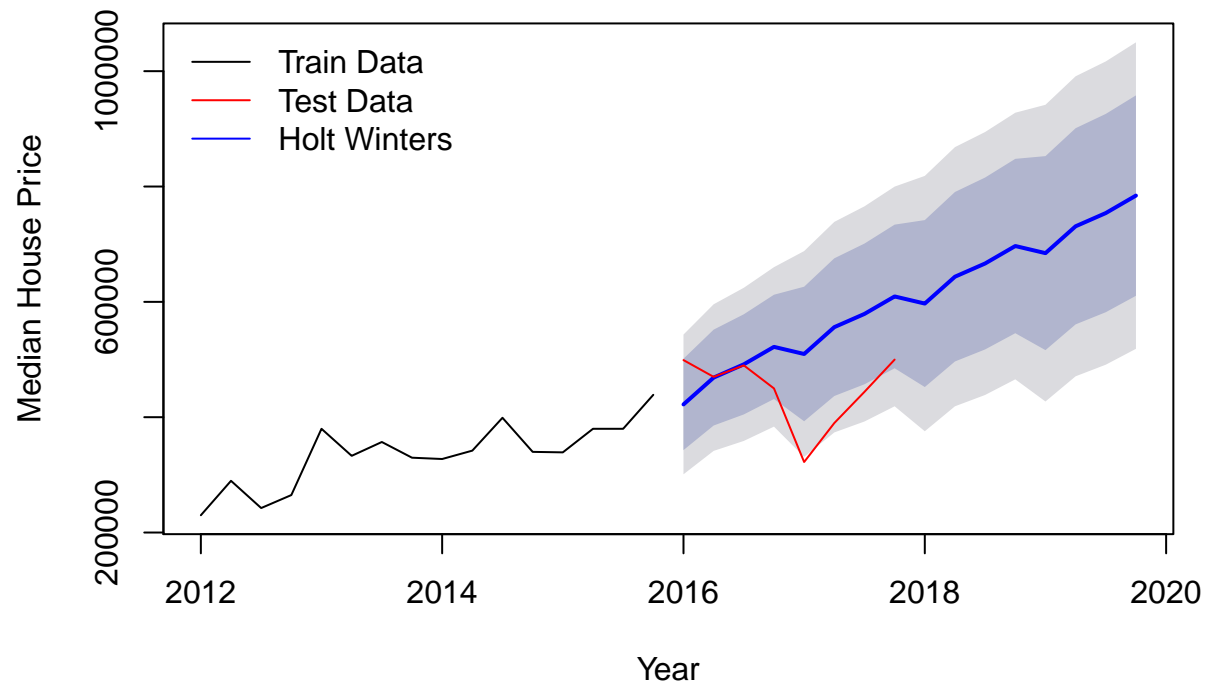 Train Data
Test Data
Holt Winters
Median House Price
1000000
600000
200000
2012 2014 2016 2018 2020
Year